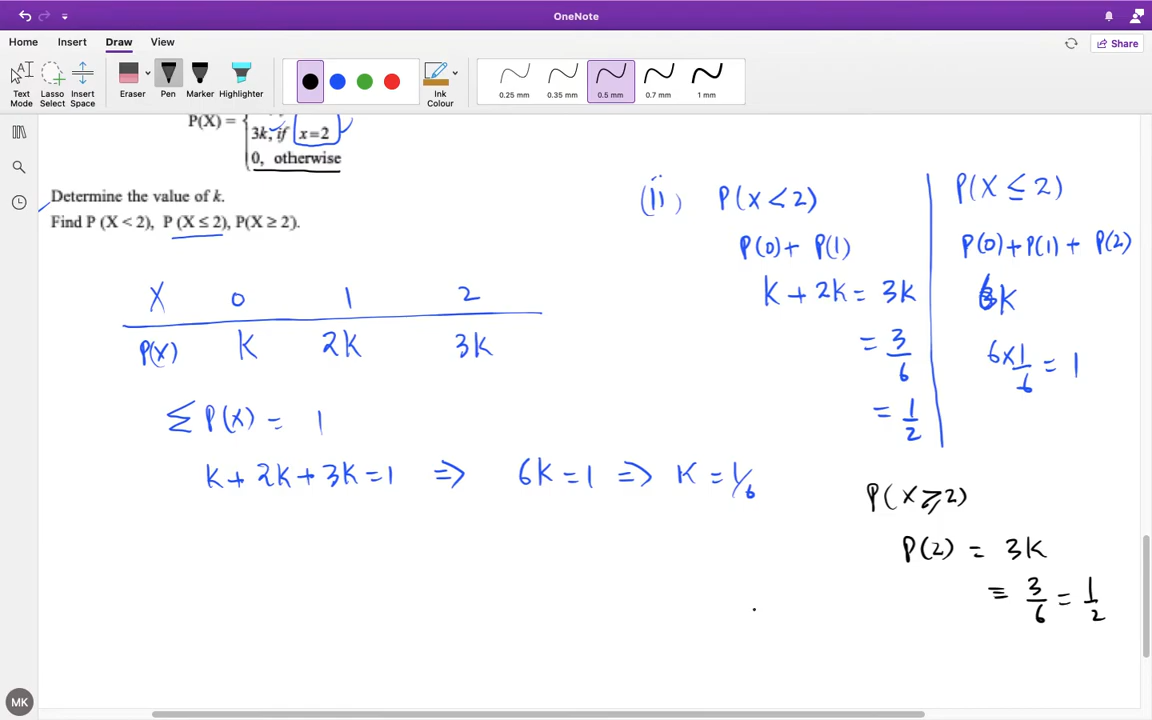 OneNote
Home Insert Draw View
Share
Text Mode
Lasso Select
Insert Space
Eraser
Pen
Marker
Highlighter
0.25 mm
0.35 mm
0.5 mm
0.7 mm
1 mm
Ink Colour
P(X) =
3k, if x=2
0, otherwise
Determine the value of k.
Find P (X < 2), P (X ≤ 2), P(X ≥ 2).
X 0 1 2
P(X) K 2K 3K
Σ P(X) = 1
K + 2K + 3K = 1 ⇒ 6K = 1 ⇒ K = 1/6
(ii) P(X < 2)
P(0) + P(1)
K + 2K = 3K
= 3/6
= 1/2
P(X ≤ 2)
P(0) + P(1) + P(2)
6K
6 × 1/6 = 1
P(X ≥ 2)
P(2) = 3K
= 3/6 = 1/2
MK